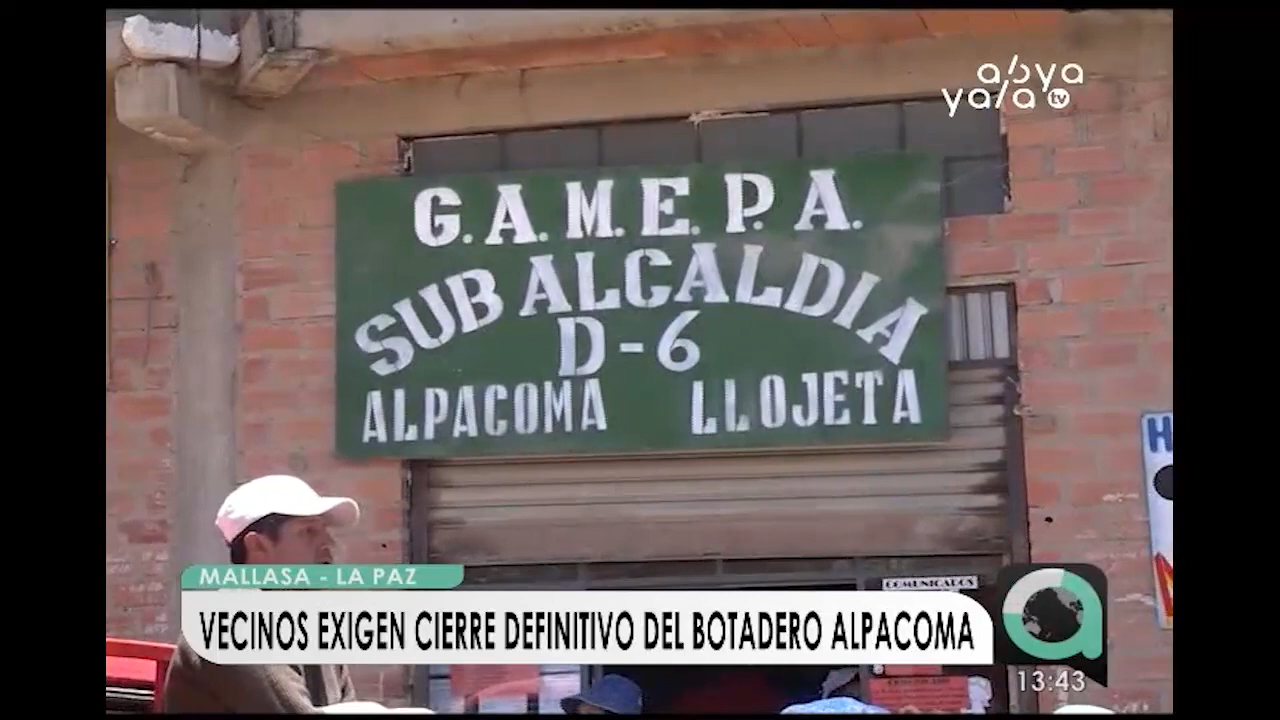 abya
yala tv
G.A.M.E.P.A.
SUB ALCALDIA
D-6
ALPACOMA LLOJETA
H
COMUNICADOS
MALLASA - LA PAZ
VECINOS EXIGEN CIERRE DEFINITIVO DEL BOTADERO ALPACOMA
13:43